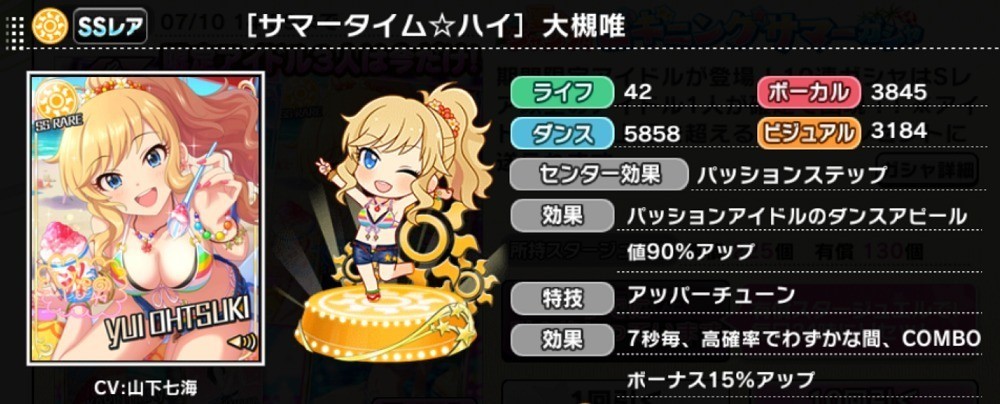 SSレア [サマータイム☆ハイ] 大槻唯
SS RARE
YUI OHTSUKI
CV:山下七海
ライフ 42 ボーカル 3845
ダンス 5858 ビジュアル 3184
センター効果 パッションステップ
効果 パッションアイドルのダンスアピール
値90%アップ
特技 アッパーチューン
効果 7秒毎、高確率でわずかな間、COMBO
ボーナス15%アップ